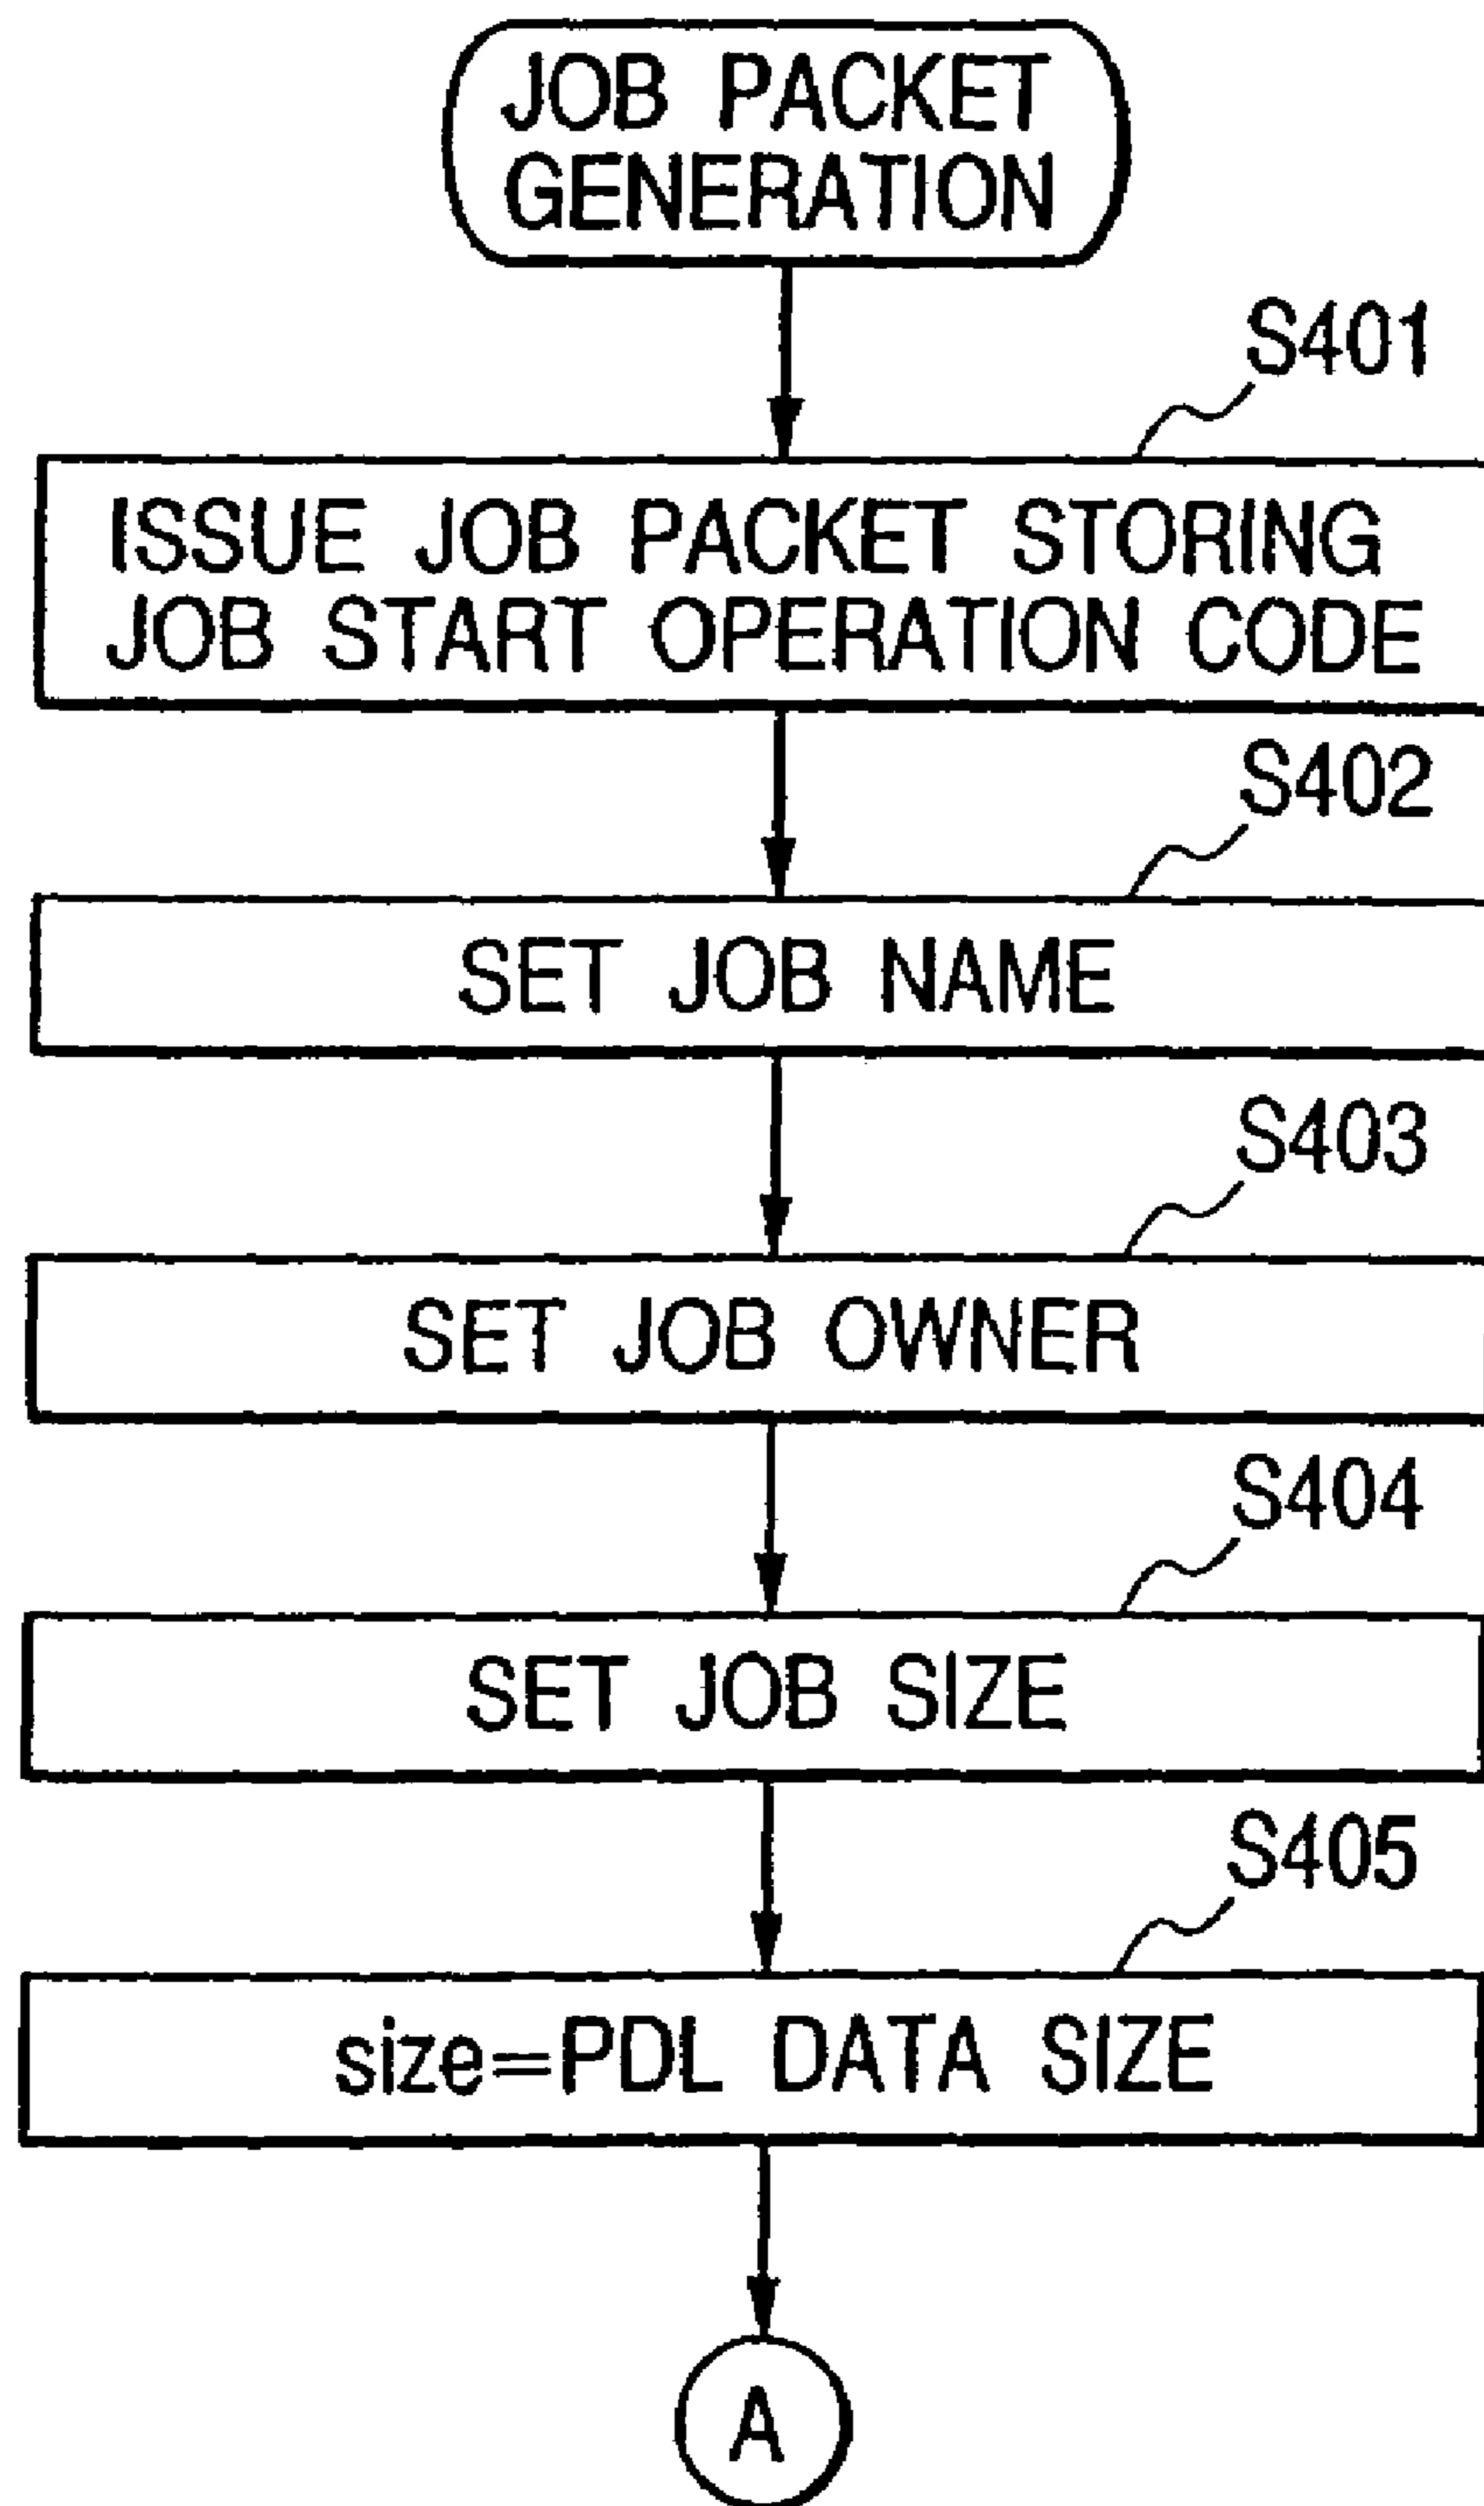 JOB PACKET
GENERATION
S401
ISSUE JOB PACKET STORING
JOB START OPERATION CODE
S402
SET JOB NAME
S403
SET JOB OWNER
S404
SET JOB SIZE
S405
size=PDL DATA SIZE
A